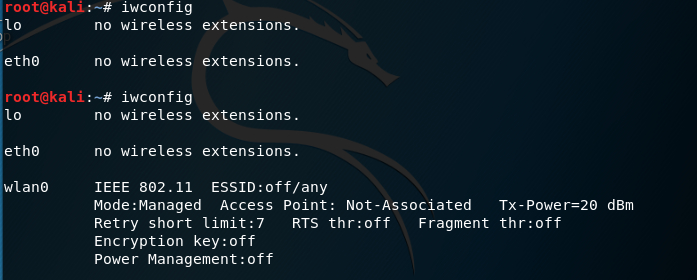 root@kali:~# iwconfig
lo        no wireless extensions.
eth0      no wireless extensions.
root@kali:~# iwconfig
lo        no wireless extensions.
eth0      no wireless extensions.
wlan0     IEEE 802.11  ESSID:off/any
          Mode:Managed  Access Point: Not-Associated   Tx-Power=20 dBm
          Retry short limit:7   RTS thr:off   Fragment thr:off
          Encryption key:off
          Power Management:off